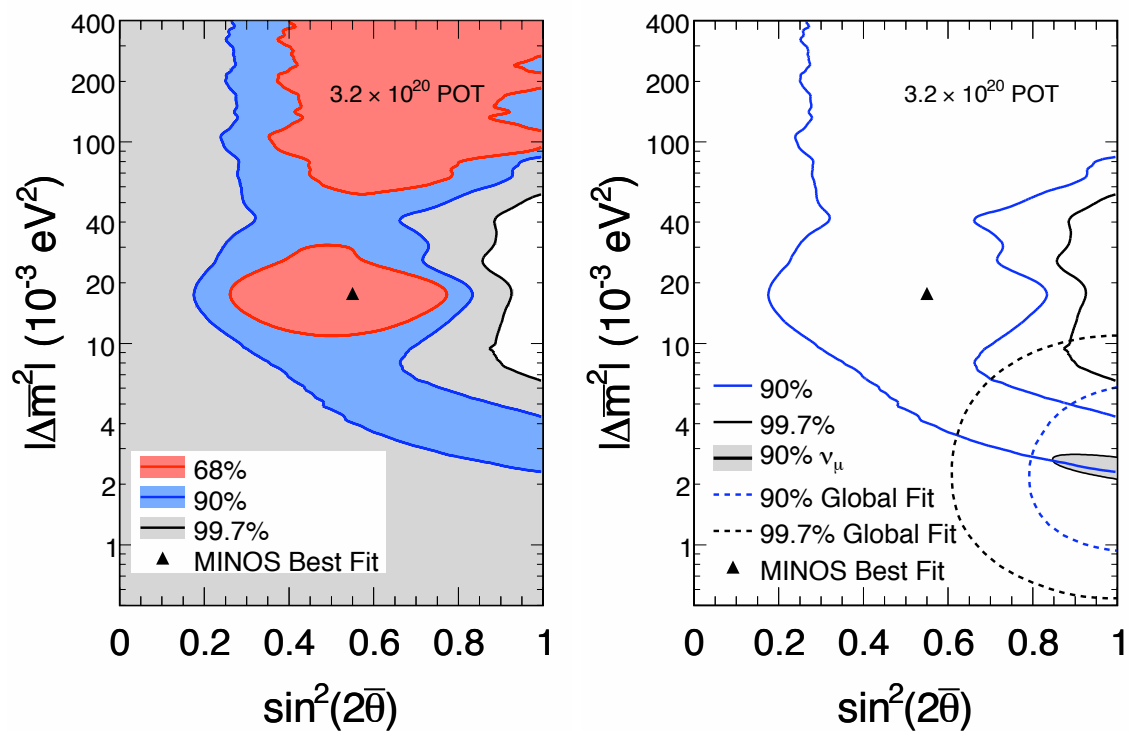 |Δm̅²| (10⁻³ eV²)
400
200
100
40
20
10
4
2
1
3.2 × 10²⁰ POT
68%
90%
99.7%
▲ MINOS Best Fit
0 0.2 0.4 0.6 0.8 1
sin²(2θ̅)
|Δm̅²| (10⁻³ eV²)
400
200
100
40
20
10
4
2
1
3.2 × 10²⁰ POT
90%
99.7%
90% νμ
90% Global Fit
99.7% Global Fit
▲ MINOS Best Fit
0 0.2 0.4 0.6 0.8 1
sin²(2θ̅)